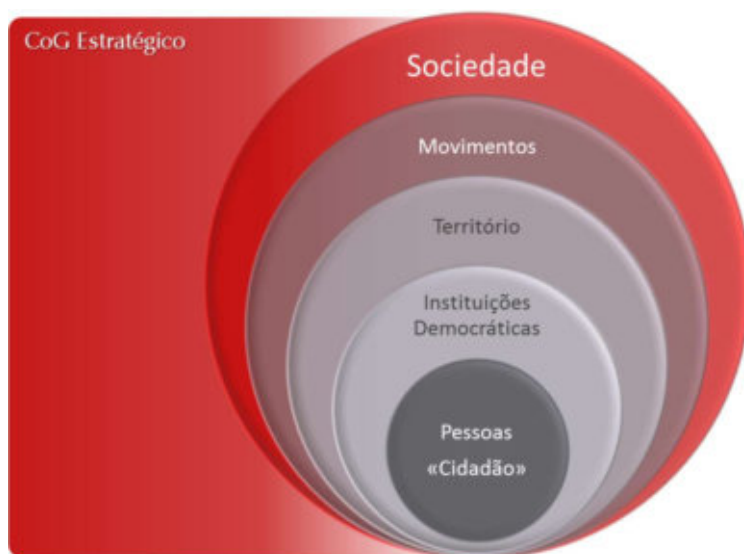 CoG Estratégico
Sociedade
Movimentos
Território
Instituições
Democráticas
Pessoas
«Cidadão»